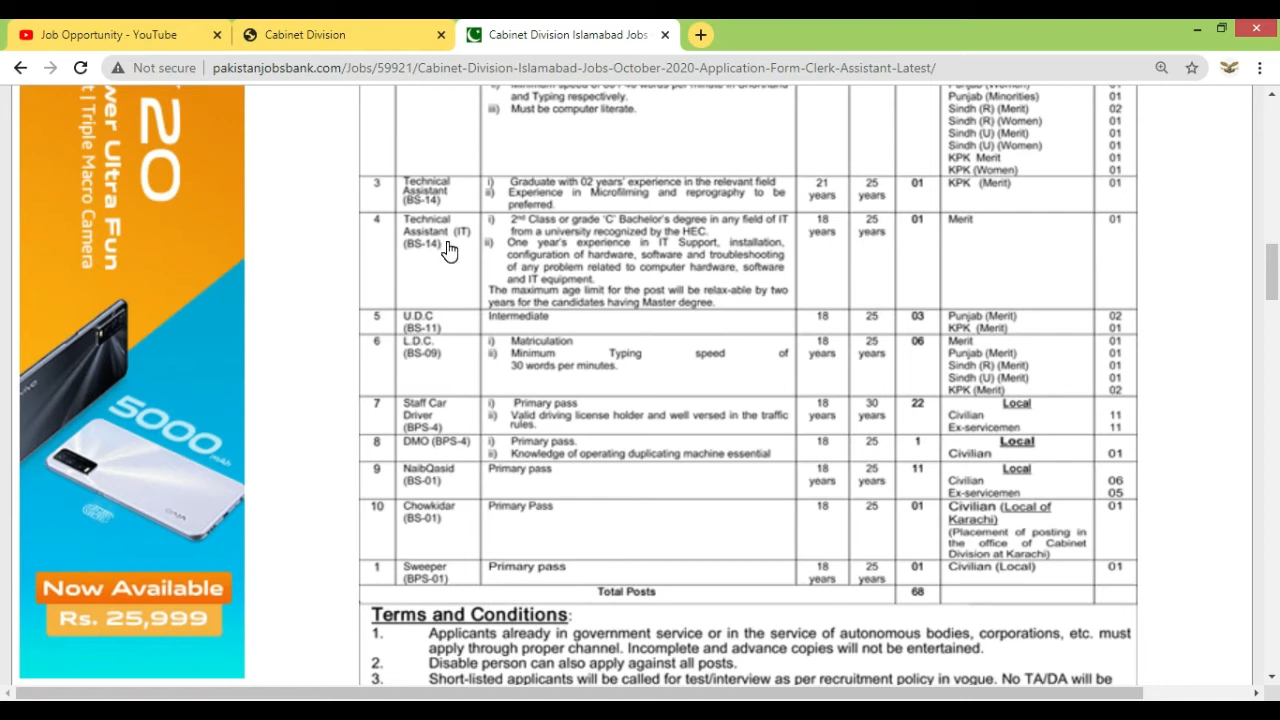 Job Opportunity - YouTube
Cabinet Division
Cabinet Division Islamabad Jobs
Not secure
pakistanjobsbank.com/Jobs/59921/Cabinet-Division-Islamabad-Jobs-October-2020-Application-Form-Clerk-Assistant-Latest/
20
wer Ultra Fun
t | Triple Macro Camera
5000 mAh
vivo
Now Available
Rs. 25,999
and Typing respectively.
iii) Must be computer literate.
Punjab (Minorities) 01
Sindh (R) (Merit) 02
Sindh (R) (Women) 01
Sindh (U) (Merit) 01
Sindh (U) (Women) 01
KPK Merit 01
KPK (Women) 01
3 Technical Assistant (BS-14)
i) Graduate with 02 years' experience in the relevant field
ii) Experience in Microfilming and reprography to be
preferred.
21 years 25 years 01 KPK (Merit) 01
4 Technical Assistant (IT) (BS-14)
i) 2nd Class or grade 'C' Bachelor's degree in any field of IT
from a university recognized by the HEC.
ii) One year's experience in IT Support, installation,
configuration of hardware, software and troubleshooting
of any problem related to computer hardware, software
and IT equipment.
The maximum age limit for the post will be relax-able by two
years for the candidates having Master degree.
18 years 25 years 01 Merit 01
5 U.D.C (BS-11) Intermediate 18 years 25 years 03
Punjab (Merit) 02
KPK (Merit) 01
6 L.D.C. (BS-09)
i) Matriculation
ii) Minimum Typing speed of
30 words per minutes.
18 years 25 years 06
Merit 01
Punjab (Merit) 01
Sindh (R) (Merit) 01
Sindh (U) (Merit) 01
KPK (Merit) 02
7 Staff Car Driver (BPS-4)
i) Primary pass
ii) Valid driving license holder and well versed in the traffic
rules.
18 years 30 years 22 Local
Civilian 11
Ex-servicemen 11
8 DMO (BPS-4)
i) Primary pass.
ii) Knowledge of operating duplicating machine essential
18 25 1 Local
Civilian 01
9 NaibQasid (BS-01) Primary pass 18 years 25 years 11 Local
Civilian 06
Ex-servicemen 05
10 Chowkidar (BS-01) Primary Pass 18 25 01
Civilian (Local of 01
Karachi)
(Placement of posting in
the office of Cabinet
Division at Karachi)
1 Sweeper (BPS-01) Primary pass 18 years 25 years 01 Civilian (Local) 01
Total Posts 68
Terms and Conditions:
1. Applicants already in government service or in the service of autonomous bodies, corporations, etc. must
apply through proper channel. Incomplete and advance copies will not be entertained.
2. Disable person can also apply against all posts.
3. Short-listed applicants will be called for test/interview as per recruitment policy in vogue. No TA/DA will be